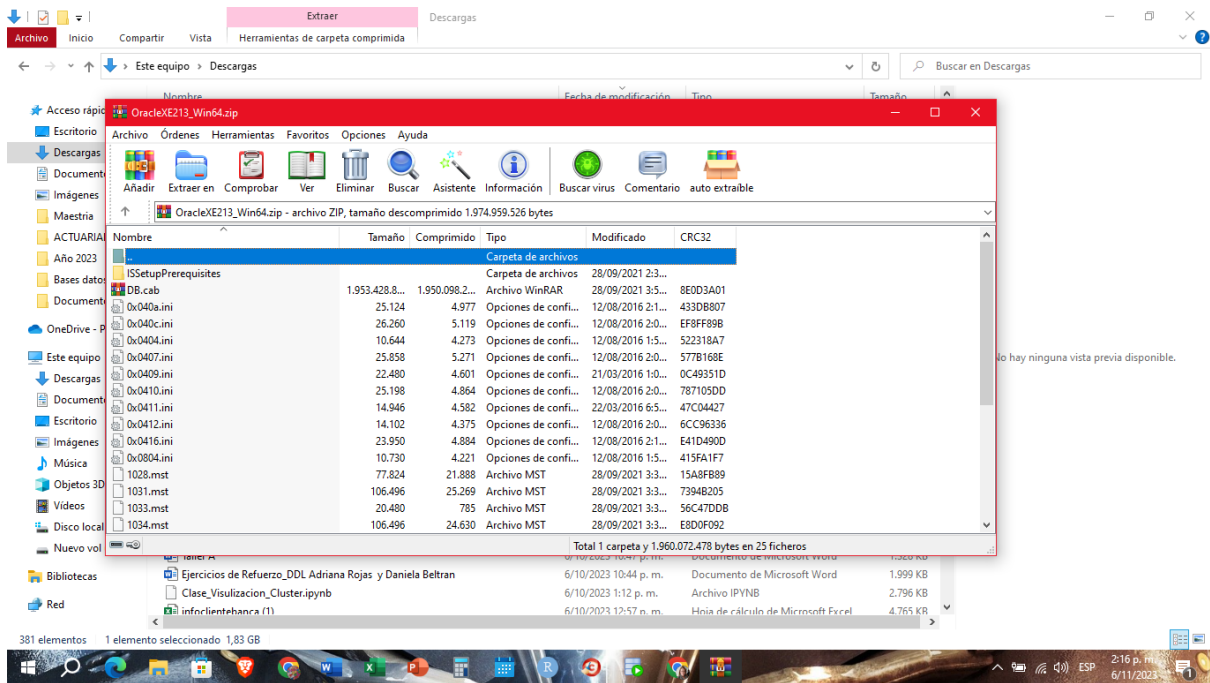 Extraer
Descargas
Archivo Inicio Compartir Vista Herramientas de carpeta comprimida
Este equipo Descargas
Buscar en Descargas
Nombre Fecha de modificación Tipo Tamaño
Acceso rápid
Escritorio
Descargas
Documento
Imágenes
Maestria
ACTUARIA
Año 2023
Bases datos
Documento
OneDrive - P
Este equipo
Descargas
Documento
Escritorio
Imágenes
Música
Objetos 3D
Vídeos
Disco local
Nuevo vol
Bibliotecas
Red
OracleXE213_Win64.zip
Archivo Órdenes Herramientas Favoritos Opciones Ayuda
Añadir Extraer en Comprobar Ver Eliminar Buscar Asistente Información Buscar virus Comentario auto extraíble
OracleXE213_Win64.zip - archivo ZIP, tamaño descomprimido 1.974.959.526 bytes
Nombre Tamaño Comprimido Tipo Modificado CRC32
.. Carpeta de archivos
ISSetupPrerequisites Carpeta de archivos 28/09/2021 2:3...
DB.cab 1.953.428.8... 1.950.098.2... Archivo WinRAR 28/09/2021 3:5... 8E0D3A01
0x040a.ini 25.124 4.977 Opciones de confi... 12/08/2016 2:1... 433DB807
0x040c.ini 26.260 5.119 Opciones de confi... 12/08/2016 2:0... EF8FF89B
0x0404.ini 10.644 4.273 Opciones de confi... 12/08/2016 1:5... 522318A7
0x0407.ini 25.858 5.271 Opciones de confi... 12/08/2016 2:0... 577B168E
0x0409.ini 22.480 4.601 Opciones de confi... 21/03/2016 1:0... 0C49351D
0x0410.ini 25.198 4.864 Opciones de confi... 12/08/2016 2:0... 787105DD
0x0411.ini 14.946 4.582 Opciones de confi... 22/03/2016 6:5... 47C04427
0x0412.ini 14.102 4.375 Opciones de confi... 12/08/2016 2:0... 6CC96336
0x0416.ini 23.950 4.884 Opciones de confi... 12/08/2016 2:1... E41D490D
0x0804.ini 10.730 4.221 Opciones de confi... 12/08/2016 1:5... 415FA1F7
1028.mst 77.824 21.888 Archivo MST 28/09/2021 3:3... 15A8FB89
1031.mst 106.496 25.269 Archivo MST 28/09/2021 3:3... 7394B205
1033.mst 20.480 785 Archivo MST 28/09/2021 3:3... 56C47DDB
1034.mst 106.496 24.630 Archivo MST 28/09/2021 3:3... E8D0F092
Total 1 carpeta y 1.960.072.478 bytes en 25 ficheros
No hay ninguna vista previa disponible.
Taller A 6/10/2023 10:47 p. m. Documento de Microsoft Word 1.528 KB
Ejercicios de Refuerzo_DDL Adriana Rojas y Daniela Beltran 6/10/2023 10:44 p. m. Documento de Microsoft Word 1.999 KB
Clase_Visulizacion_Cluster.ipynb 6/10/2023 1:12 p. m. Archivo IPYNB 2.796 KB
infoclientebanca (1) 6/10/2023 12:57 p. m. Hoja de cálculo de Microsoft Excel 4.765 KB
381 elementos 1 elemento seleccionado 1,83 GB
ESP
2:16 p. m.
6/11/2023
1